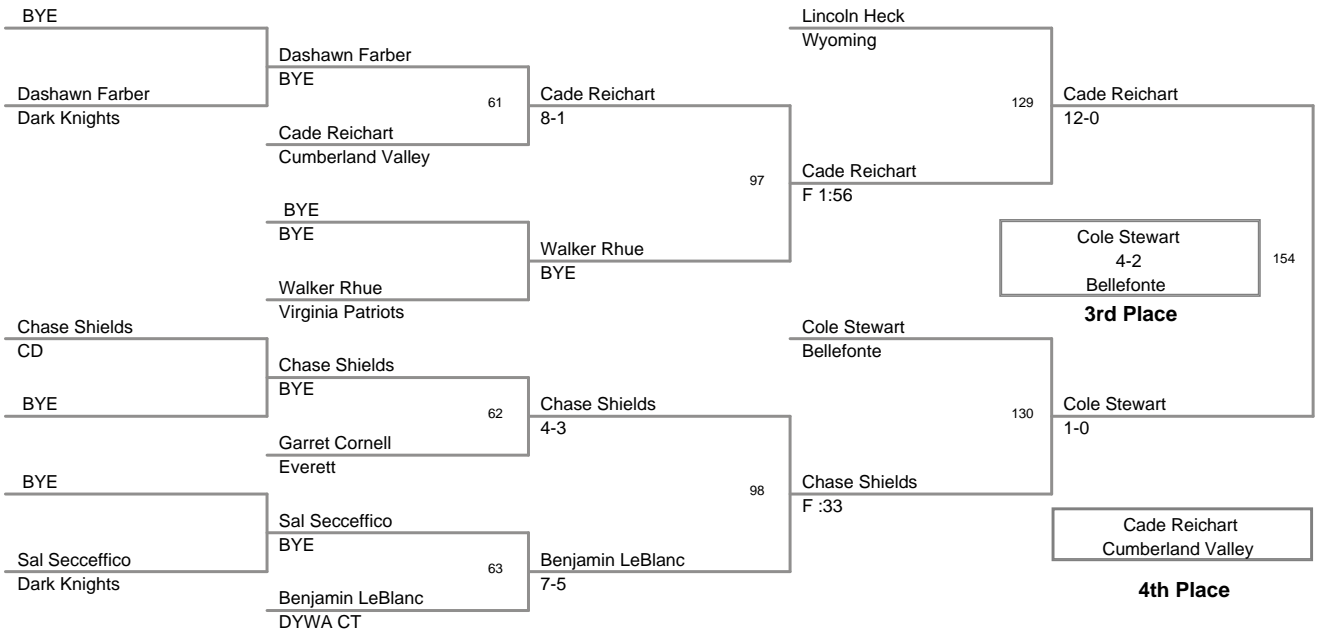 BYE
Lincoln Heck
Wyoming
Dashawn Farber
BYE
Dashawn Farber
Dark Knights
61
Cade Reichart
8-1
129
Cade Reichart
12-0
Cade Reichart
Cumberland Valley
97
Cade Reichart
F 1:56
BYE
BYE
Walker Rhue
BYE
Cole Stewart
4-2
Bellefonte
154
Walker Rhue
Virginia Patriots
3rd Place
Chase Shields
CD
Cole Stewart
Bellefonte
Chase Shields
BYE
BYE
62
Chase Shields
4-3
130
Cole Stewart
1-0
Garret Cornell
Everett
BYE
98
Chase Shields
F :33
Sal Secceffico
BYE
Cade Reichart
Cumberland Valley
Sal Secceffico
Dark Knights
63
Benjamin LeBlanc
7-5
4th Place
Benjamin LeBlanc
DYWA CT